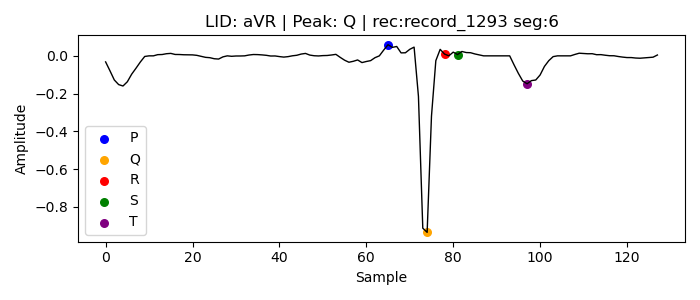 LID: aVR | Peak: Q | rec:record_1293 seg:6
Amplitude
0.0
−0.2
−0.4
−0.6
−0.8
P
Q
R
S
T
0 20 40 60 80 100 120
Sample